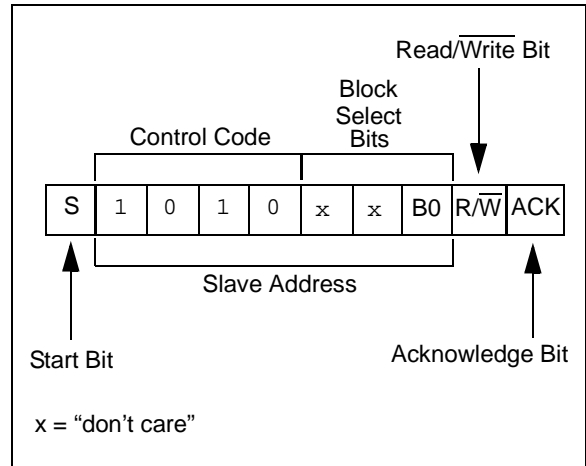 Read/Write Bit
Block
Select
Bits
Control Code
S 1 0 1 0 x x B0 R/W ACK
Slave Address
Start Bit
Acknowledge Bit
x = “don’t care”